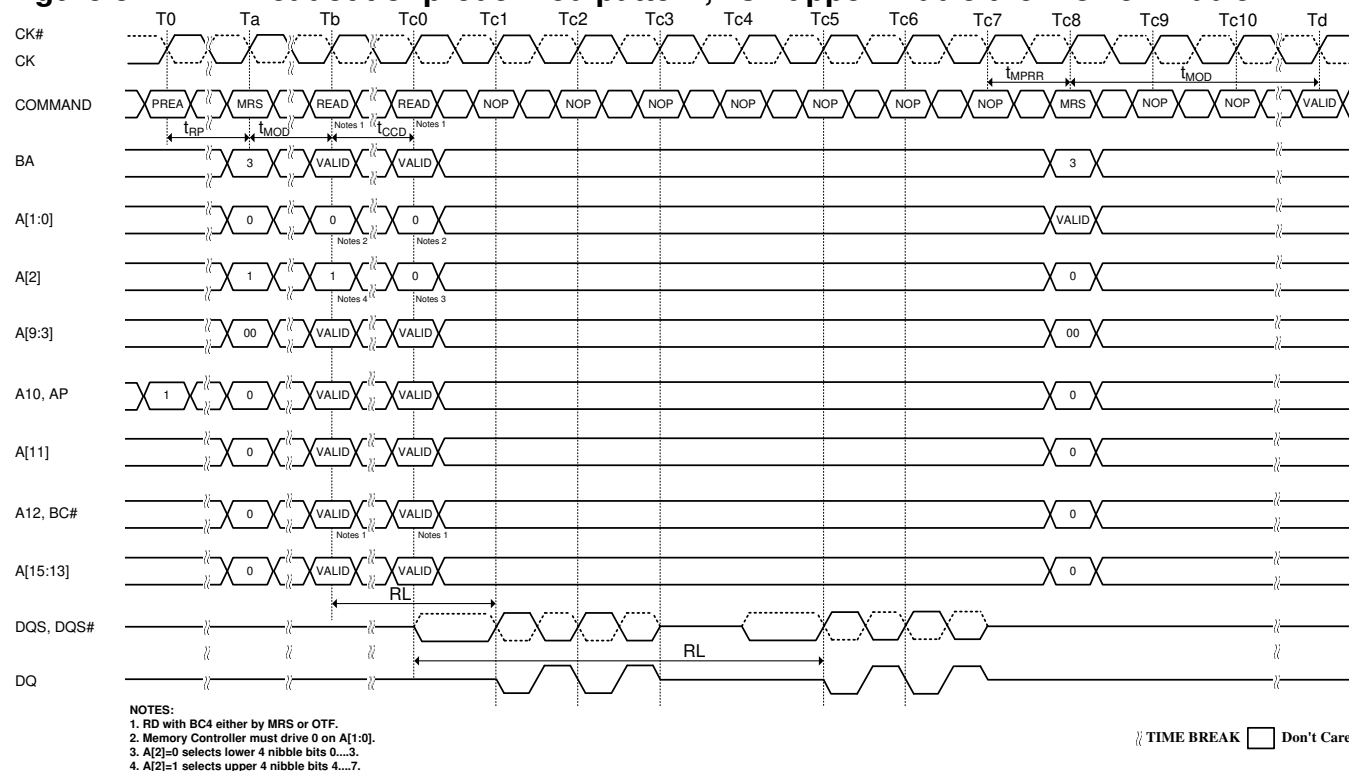 T0 Ta Tb Tc0 Tc1 Tc2 Tc3 Tc4 Tc5 Tc6 Tc7 Tc8 Tc9 Tc10 Td
CK#
CK
tMPRR tMOD
COMMAND PREA MRS READ READ NOP NOP NOP NOP NOP NOP NOP MRS NOP NOP VALID
Notes 1 Notes 1
tRP tMOD tCCD
BA 3 VALID VALID 3
A[1:0] 0 0 0 VALID
Notes 2 Notes 2
A[2] 1 1 0 0
Notes 4 Notes 3
A[9:3] 00 VALID VALID 00
A10, AP 1 0 VALID VALID 0
A[11] 0 VALID VALID 0
A12, BC# 0 VALID VALID 0
Notes 1 Notes 1
A[15:13] 0 VALID VALID 0
RL
DQS, DQS#
RL
DQ
NOTES:
1. RD with BC4 either by MRS or OTF.
2. Memory Controller must drive 0 on A[1:0].
3. A[2]=0 selects lower 4 nibble bits 0....3.
4. A[2]=1 selects upper 4 nibble bits 4....7.
TIME BREAK Don't Care